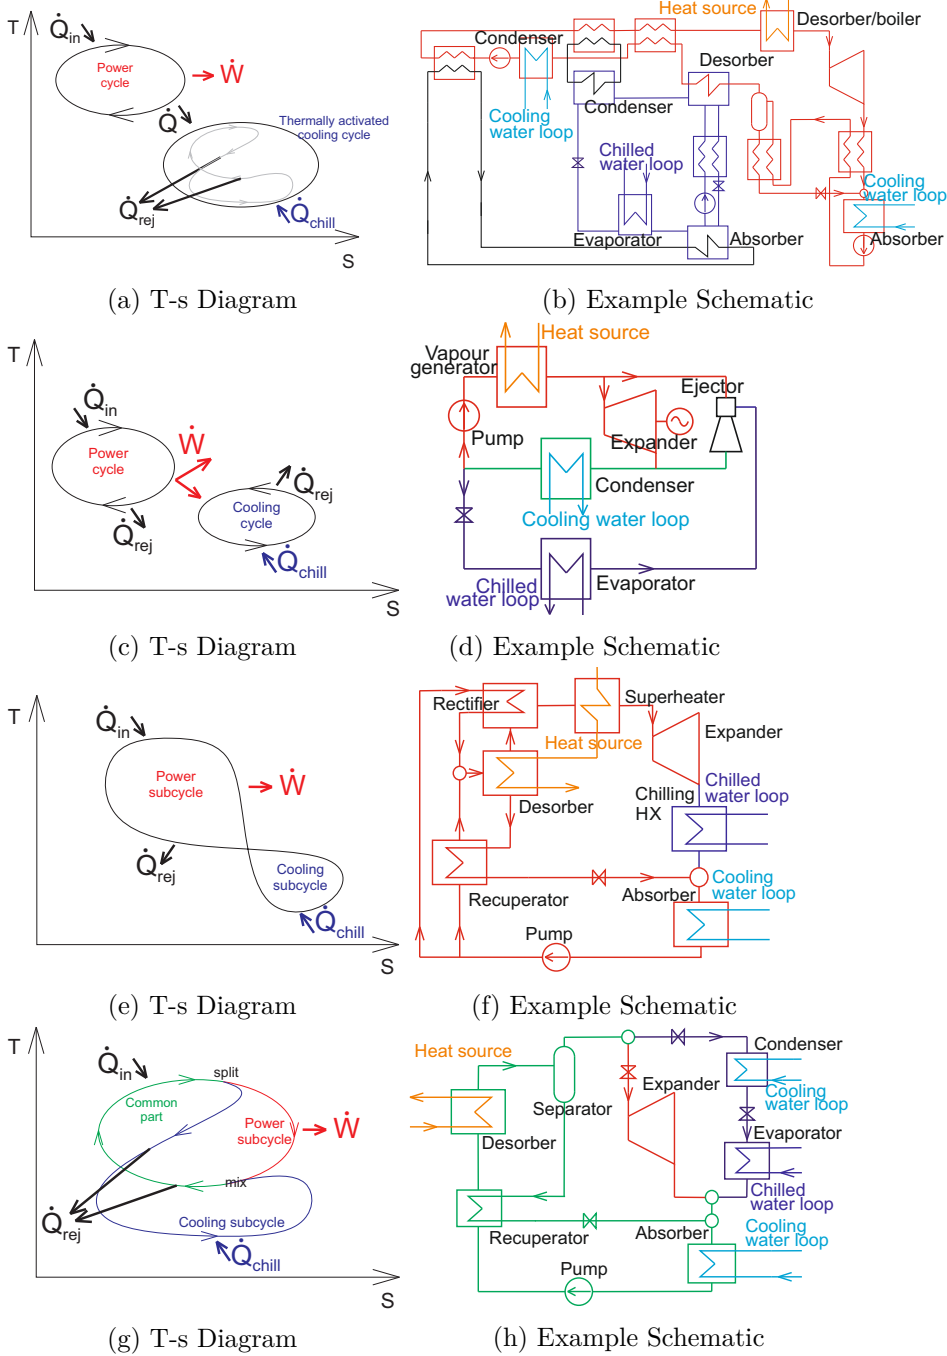 T
Q̇in
Power
cycle
Ẇ
Q̇
Thermally activated
cooling cycle
Q̇rej
Q̇chill
S
(a) T-s Diagram
Heat source
Desorber/boiler
Condenser
Desorber
Cooling
water loop
Condenser
Chilled
water loop
Cooling
water loop
Evaporator
Absorber
Absorber
(b) Example Schematic
T
Q̇in
Power
cycle
Ẇ
Q̇rej
Cooling
cycle
Q̇rej
Q̇chill
S
(c) T-s Diagram
Heat source
Vapour
generator
Ejector
Pump
Expander
Condenser
Cooling water loop
Evaporator
Chilled
water loop
(d) Example Schematic
T
Q̇in
Power
subcycle
Ẇ
Q̇rej
Cooling
subcycle
Q̇chill
S
(e) T-s Diagram
Rectifier
Superheater
Expander
Heat source
Desorber
Chilled
water loop
Chilling
HX
Recuperator
Absorber
Cooling
water loop
Pump
(f) Example Schematic
T
Q̇in
split
Common
part
Power
subcycle
Ẇ
mix
Q̇rej
Cooling subcycle
Q̇chill
S
(g) T-s Diagram
Heat source
Condenser
Expander
Separator
Cooling
water loop
Desorber
Evaporator
Chilled
water loop
Recuperator
Absorber
Cooling
water loop
Pump
(h) Example Schematic